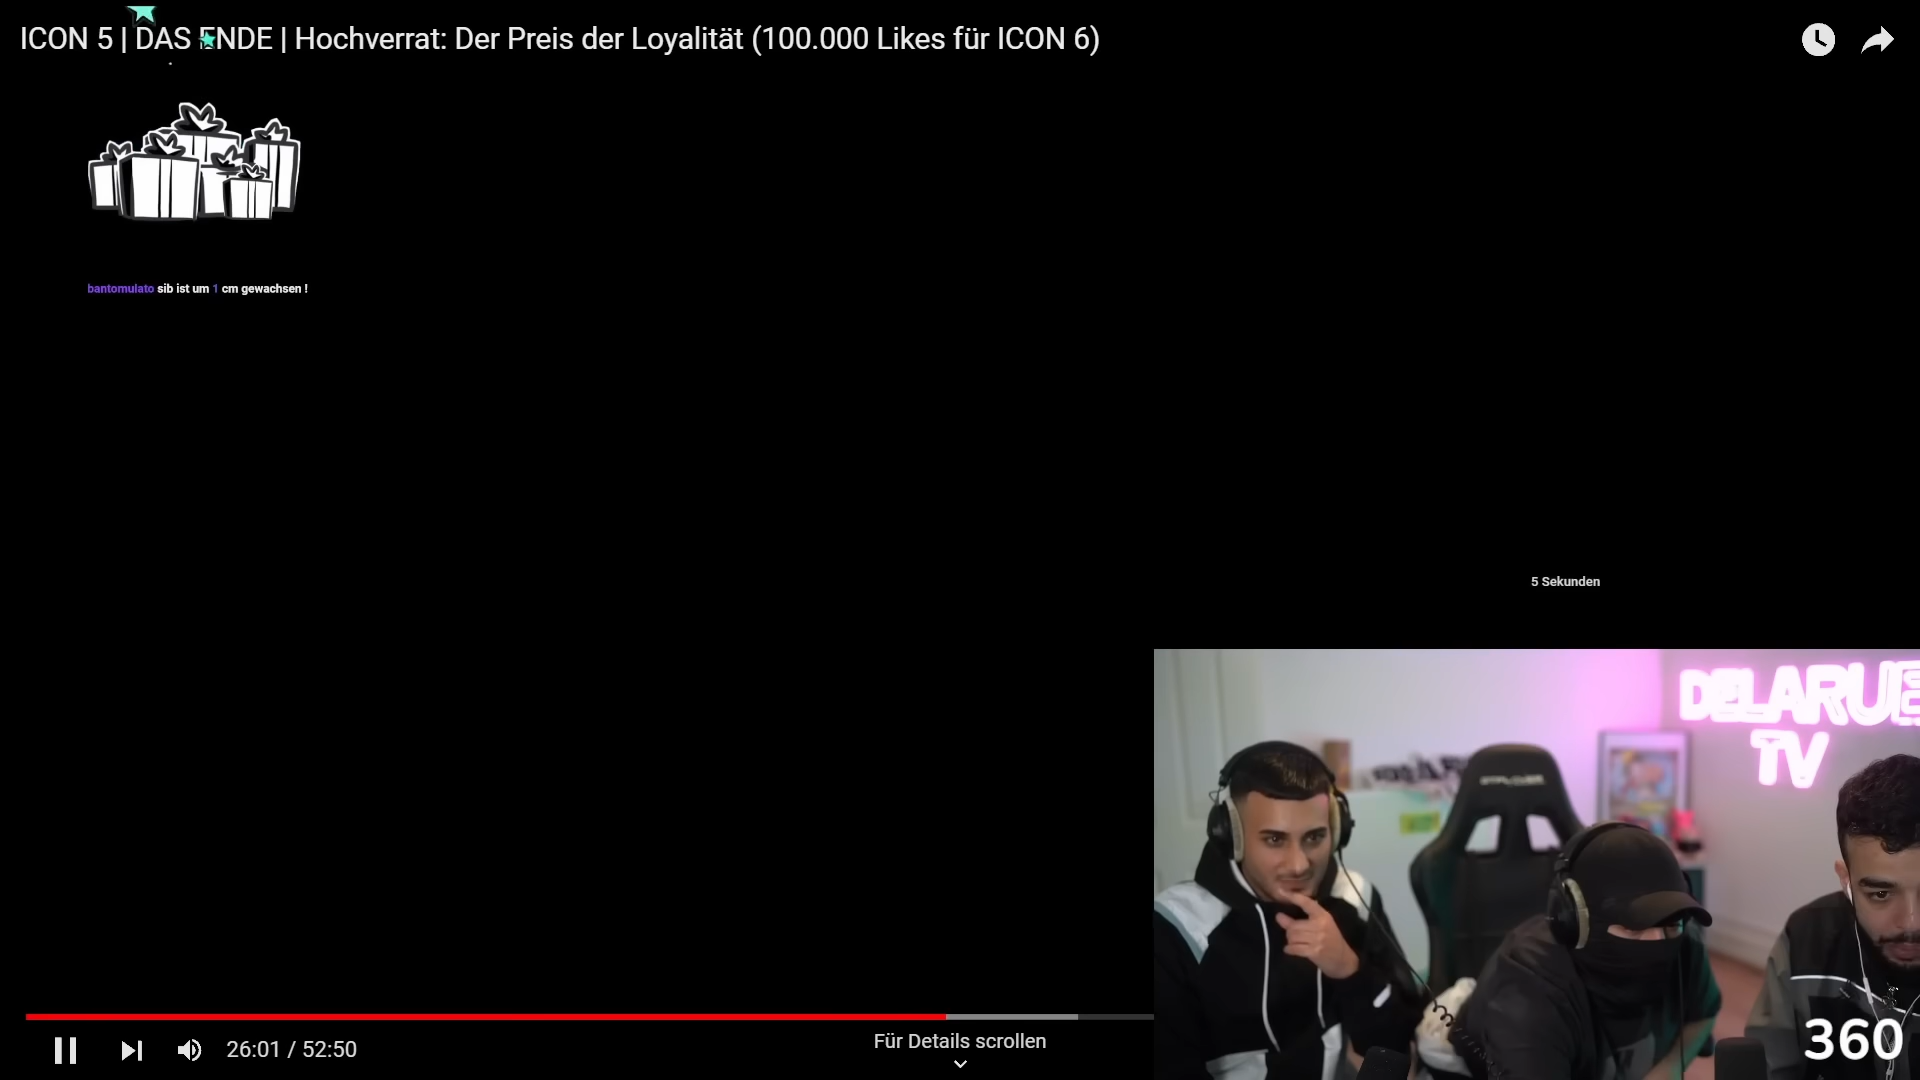 ICON 5 | DAS ENDE | Hochverrat: Der Preis der Loyalität (100.000 Likes für ICON 6)
bantomulato sib ist um 1 cm gewachsen !
5 Sekunden
DELARUE
TV
360
26:01 / 52:50
Für Details scrollen